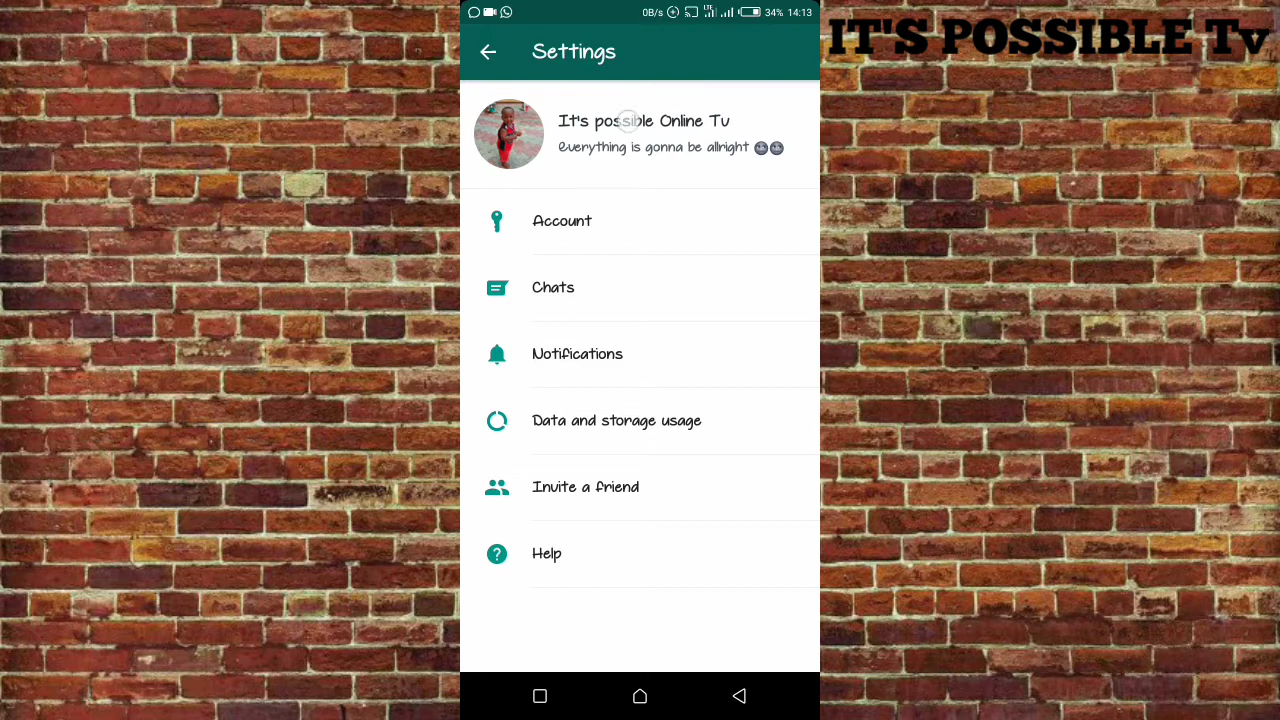 0B/s LTE 34% 14:13
IT'S POSSIBLE Tv
Settings
It's possible Online Tv
Everything is gonna be allright 🌚🌚
Account
Chats
Notifications
Data and storage usage
Invite a friend
Help